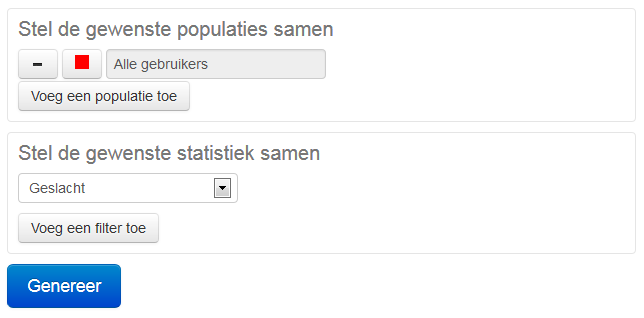 Stel de gewenste populaties samen
Alle gebruikers
Voeg een populatie toe
Stel de gewenste statistiek samen
Geslacht
Voeg een filter toe
Genereer